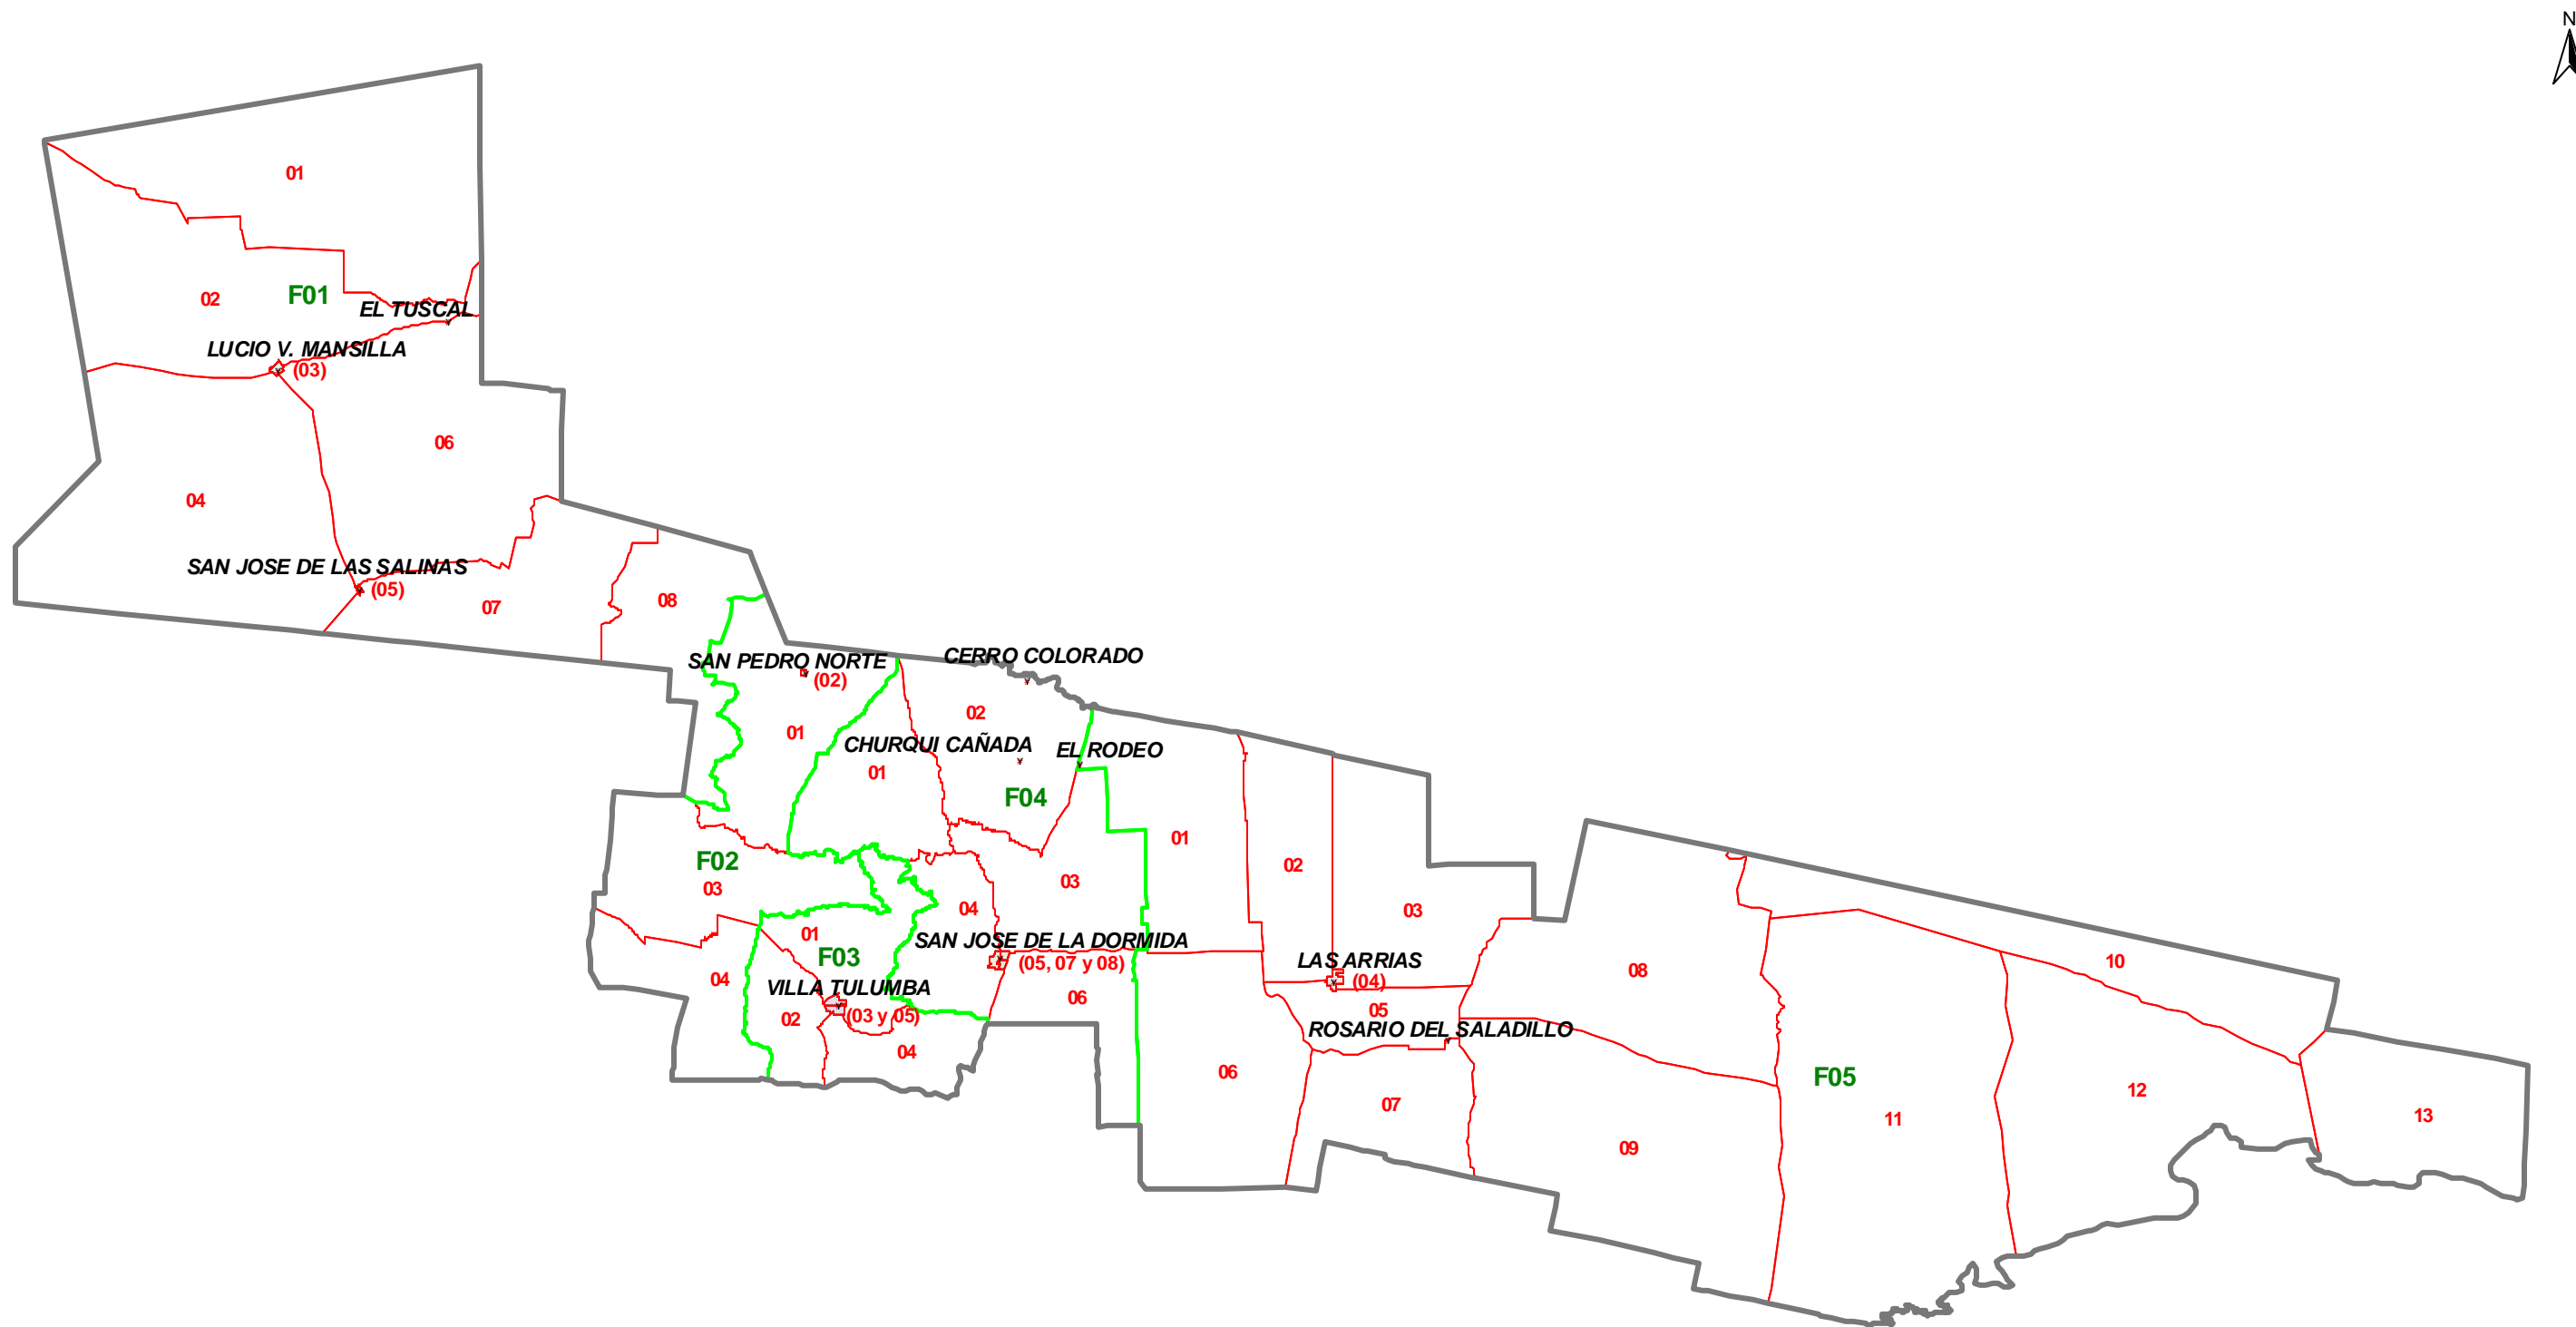 N
01
02
F01
EL TUSCAL
LUCIO V. MANSILLA
(03)
06
04
SAN JOSE DE LAS SALINAS
(05)
07
08
SAN PEDRO NORTE
(02)
CERRO COLORADO
02
01
CHURQUI CAÑADA
EL RODEO
01
F04
01
02
F02
03
03
04
03
01
SAN JOSE DE LA DORMIDA
(05, 07 y 08)
F03
LAS ARRIAS
(04)
08
10
04
VILLA TULUMBA
(03 y 05)
02
06
05
ROSARIO DEL SALADILLO
04
06
07
F05
09
11
12
13